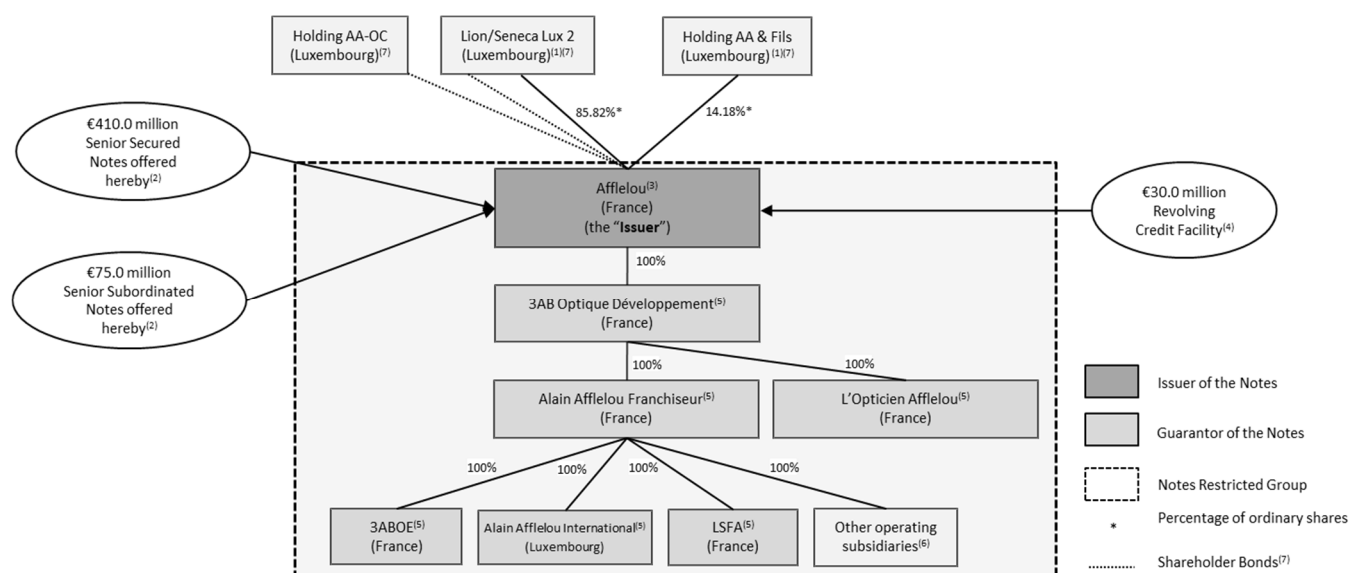 Holding AA-OC
(Luxembourg)(7)
Lion/Seneca Lux 2
(Luxembourg)(1)(7)
Holding AA & Fils
(Luxembourg)(1)(7)
85.82%*
14.18%*
€410.0 million
Senior Secured
Notes offered
hereby(2)
Afflelou(3)
(France)
(the “Issuer”)
€30.0 million
Revolving
Credit Facility(4)
100%
€75.0 million
Senior Subordinated
Notes offered
hereby(2)
3AB Optique Développement(5)
(France)
100%
100%
Alain Afflelou Franchiseur(5)
(France)
L’Opticien Afflelou(5)
(France)
100%
100%
100%
100%
3ABOE(5)
(France)
Alain Afflelou International(5)
(Luxembourg)
LSFA(5)
(France)
Other operating
subsidiaries(6)
Issuer of the Notes
Guarantor of the Notes
Notes Restricted Group
* Percentage of ordinary shares
Shareholder Bonds(7)